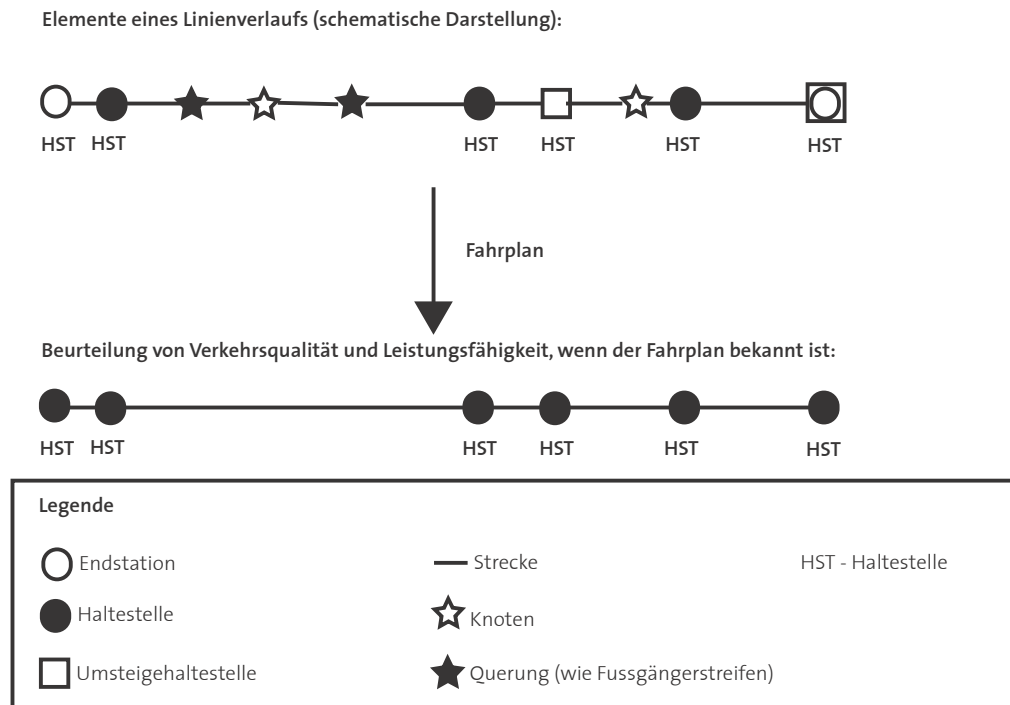 Elemente eines Linienverlaufs (schematische Darstellung):
HST HST HST HST HST HST
Fahrplan
Beurteilung von Verkehrsqualität und Leistungsfähigkeit, wenn der Fahrplan bekannt ist:
HST HST HST HST HST HST
Legende
Endstation Strecke HST - Haltestelle
Haltestelle Knoten
Umsteigehaltestelle Querung (wie Fussgängerstreifen)